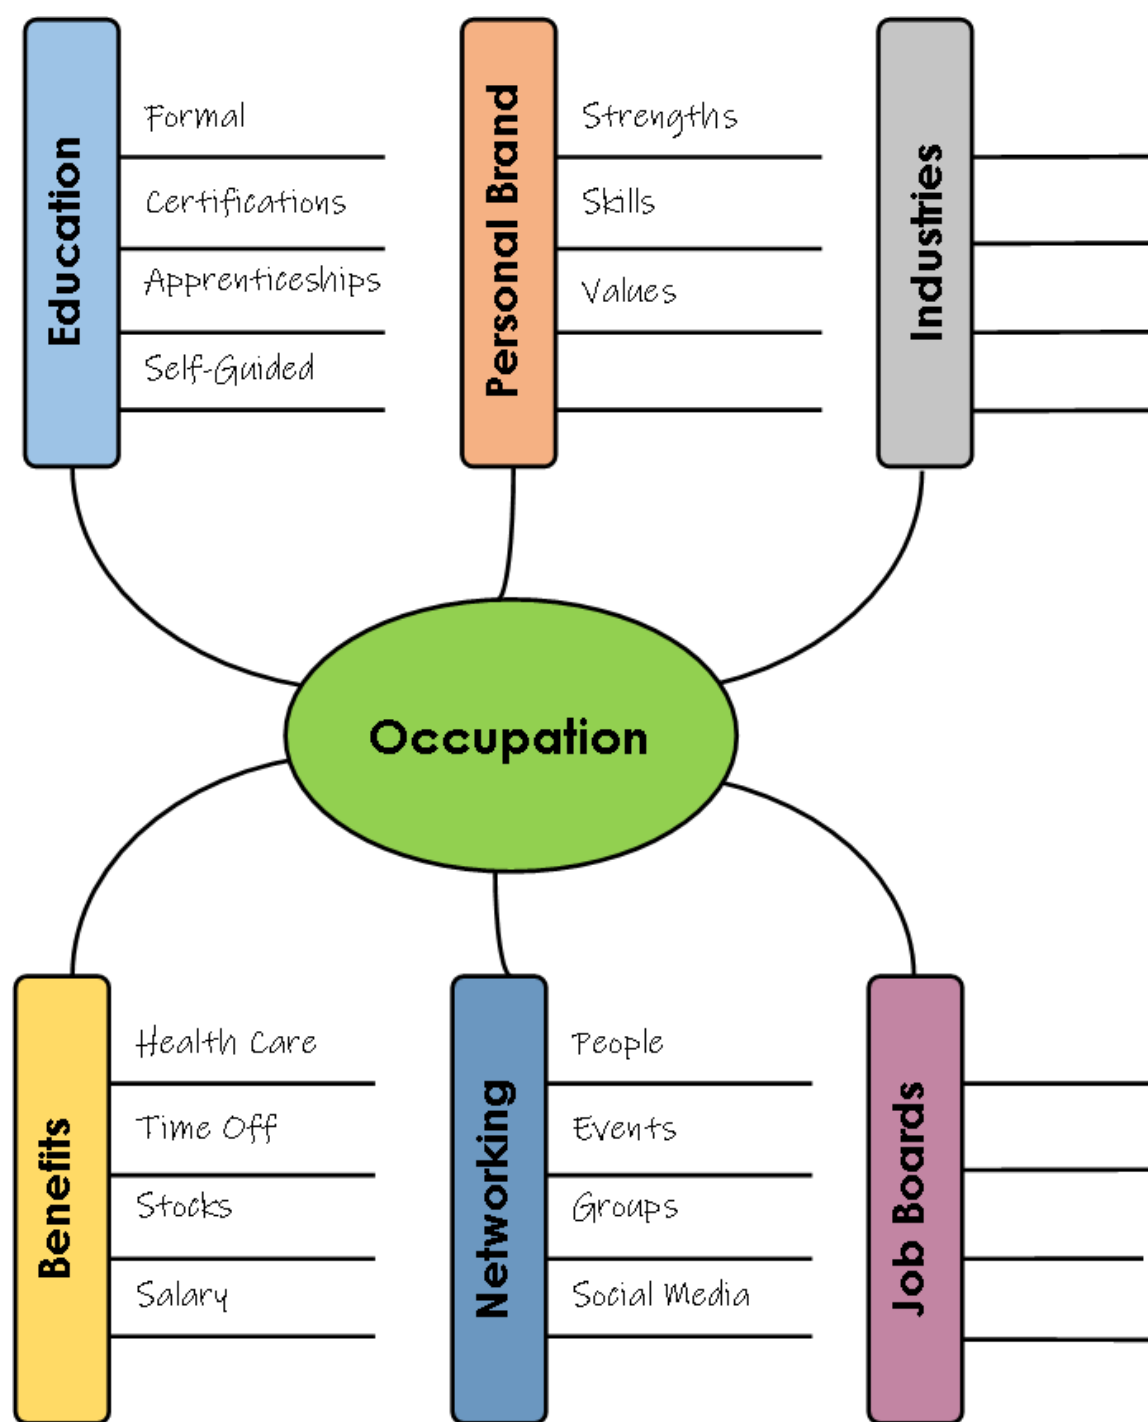 Education
Formal
Certifications
Apprenticeships
Self-Guided
Personal Brand
Strengths
Skills
Values
Industries
Occupation
Benefits
Health Care
Time Off
Stocks
Salary
Networking
People
Events
Groups
Social Media
Job Boards